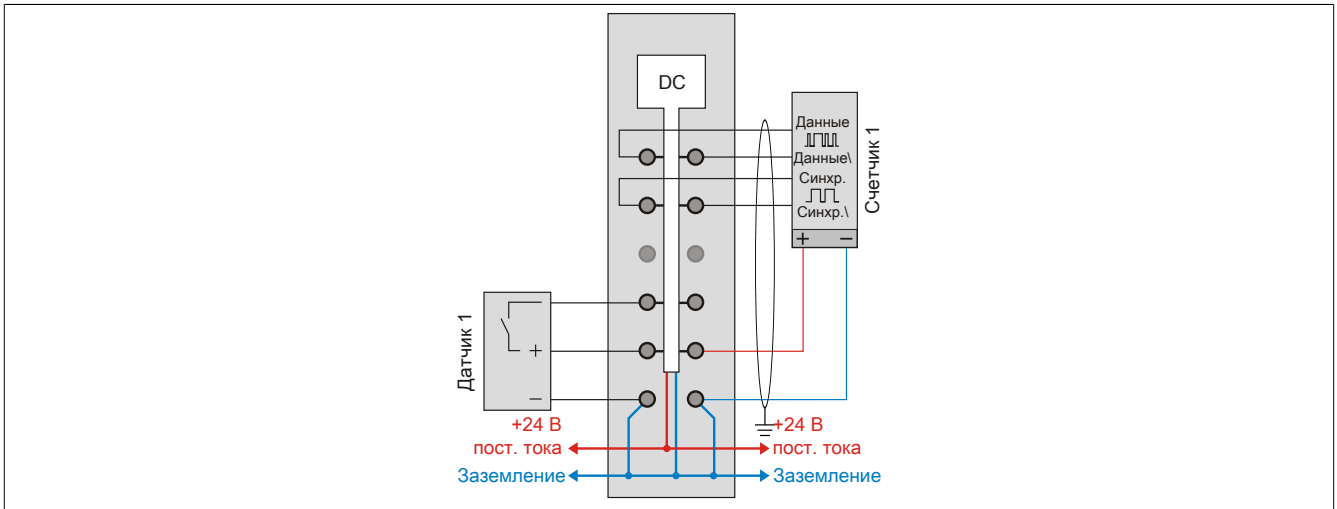 DC
Данные
Данные\
Синхр.
Синхр.\
+ −
Счетчик 1
Датчик 1
+
−
+24 В
пост. тока
Заземление
+24 В
пост. тока
Заземление